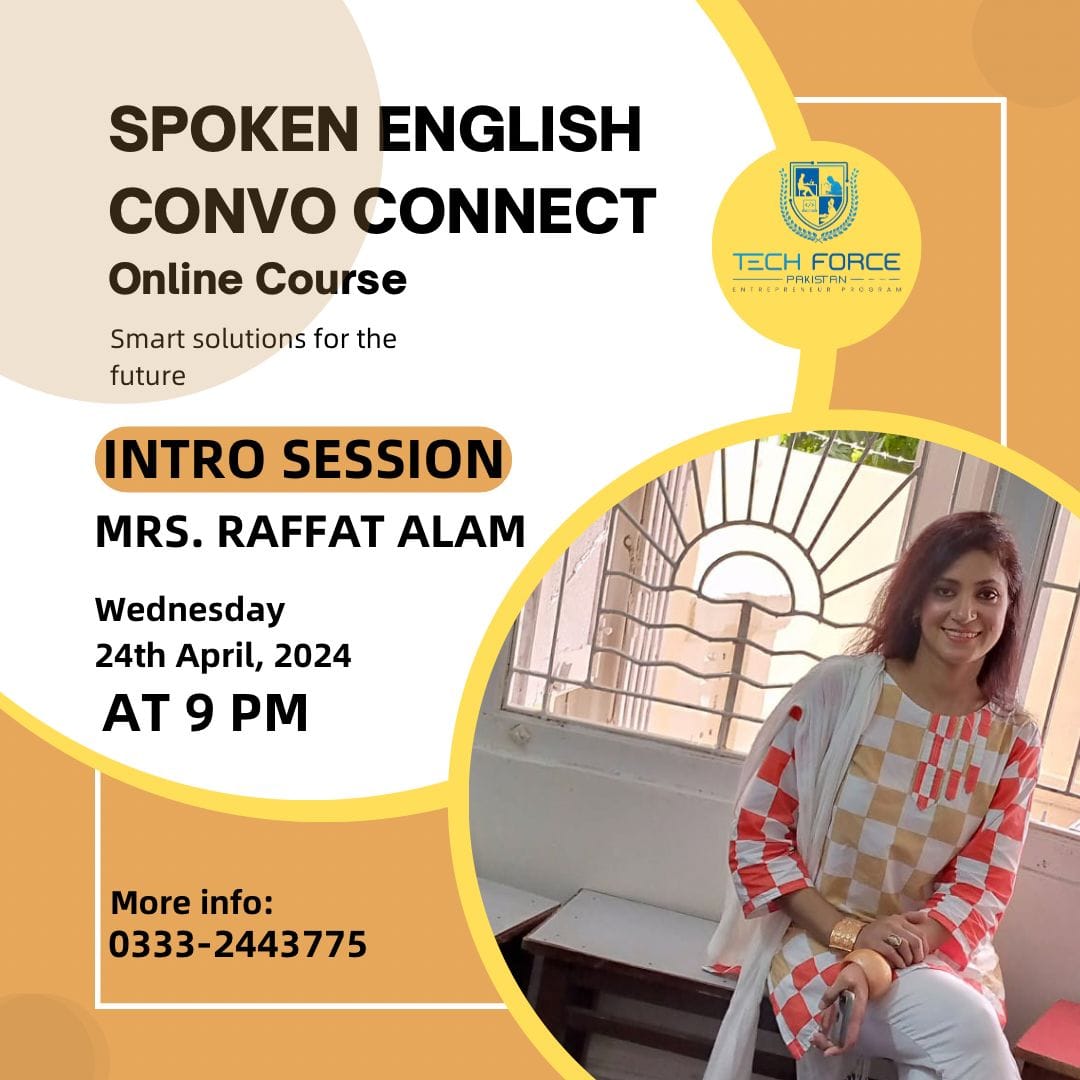 SPOKEN ENGLISH
CONVO CONNECT
Online Course
Smart solutions for the
future
TECH FORCE
PAKISTAN
ENTREPRENEUR PROGRAM
INTRO SESSION
MRS. RAFFAT ALAM
Wednesday
24th April, 2024
AT 9 PM
More info:
0333-2443775